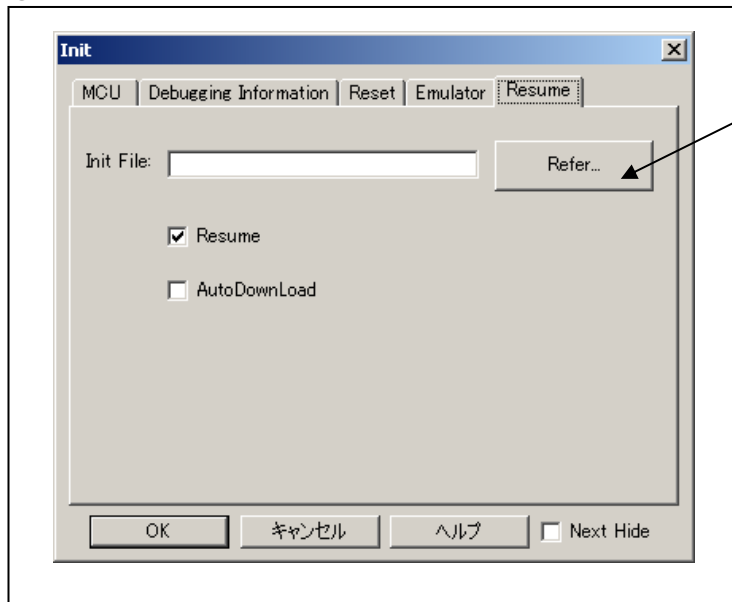 Init
MCU Debugging Information Reset Emulator Resume
Init File: Refer...
Resume
AutoDownLoad
OK キャンセル ヘルプ Next Hide